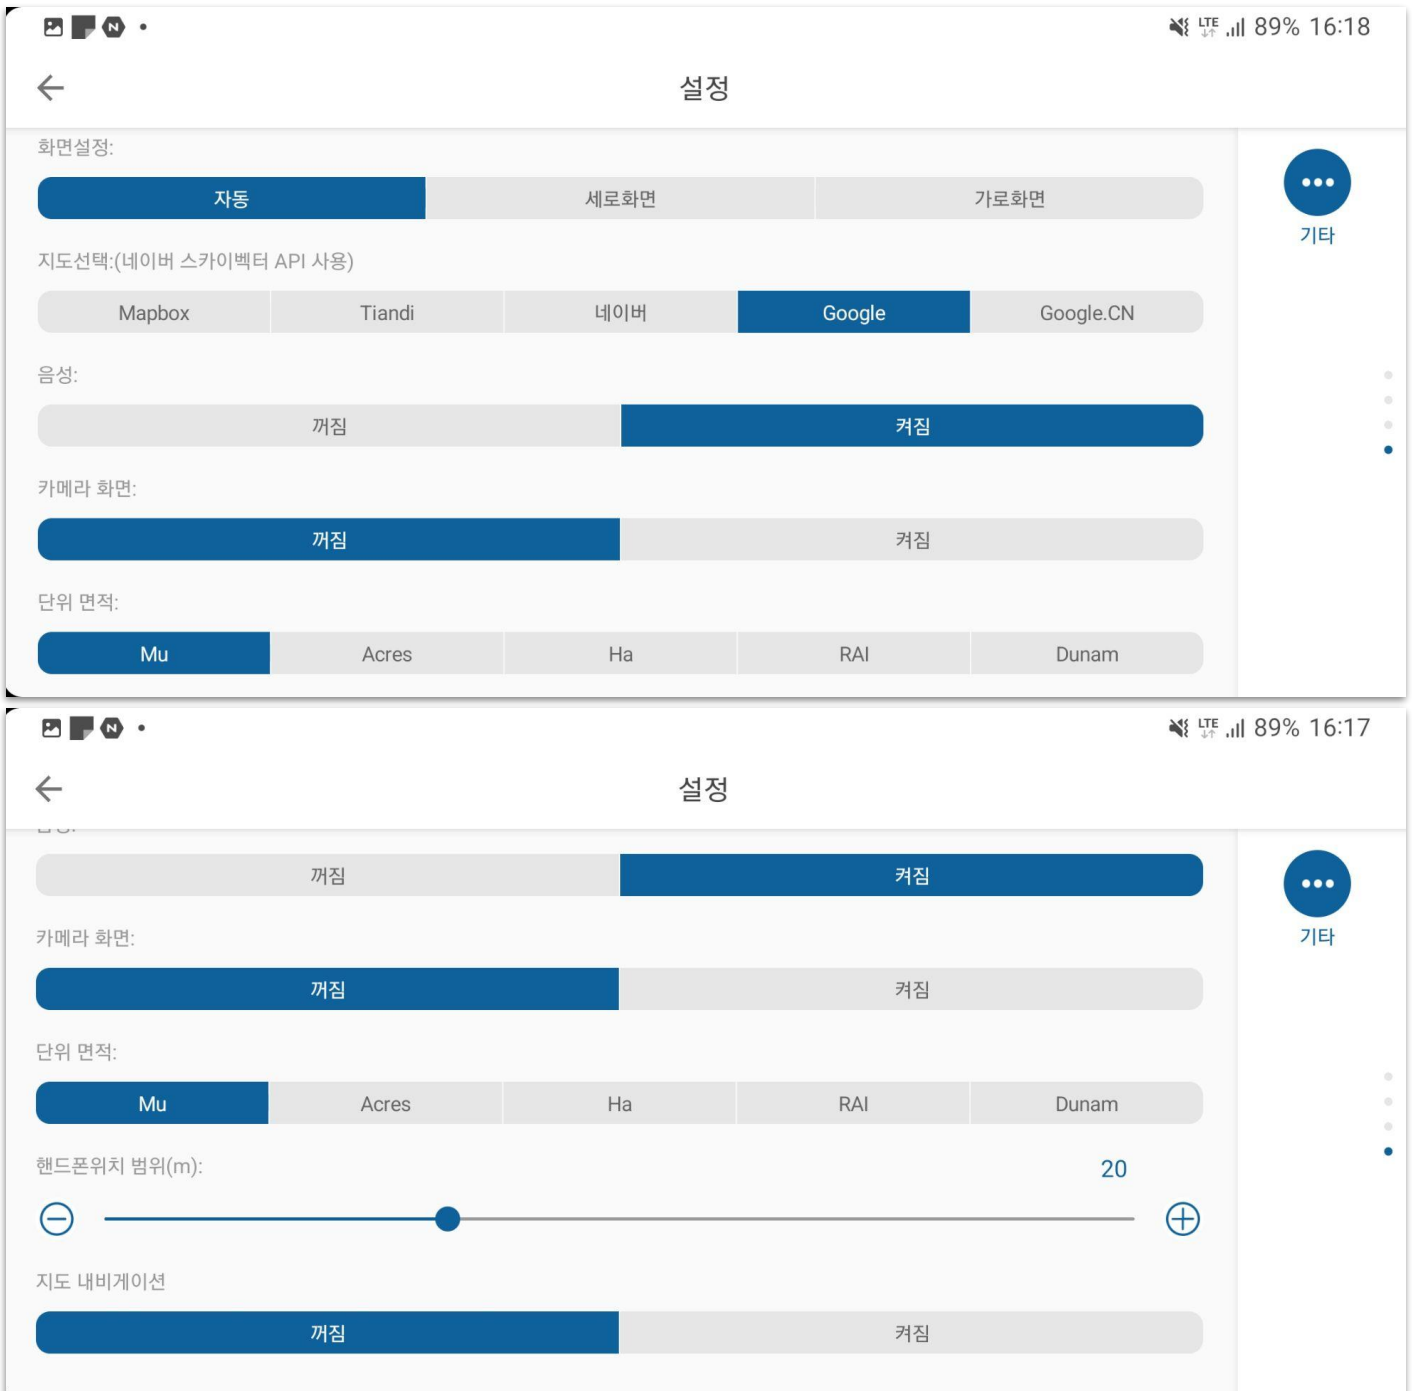 LTE 89% 16:18
설정
화면설정:
자동 세로화면 가로화면
기타
지도선택:(네이버 스카이벡터 API 사용)
Mapbox Tiandi 네이버 Google Google.CN
음성:
꺼짐 켜짐
카메라 화면:
꺼짐 켜짐
단위 면적:
Mu Acres Ha RAI Dunam
LTE 89% 16:17
설정
꺼짐 켜짐
기타
카메라 화면:
꺼짐 켜짐
단위 면적:
Mu Acres Ha RAI Dunam
핸드폰위치 범위(m): 20
지도 내비게이션
꺼짐 켜짐